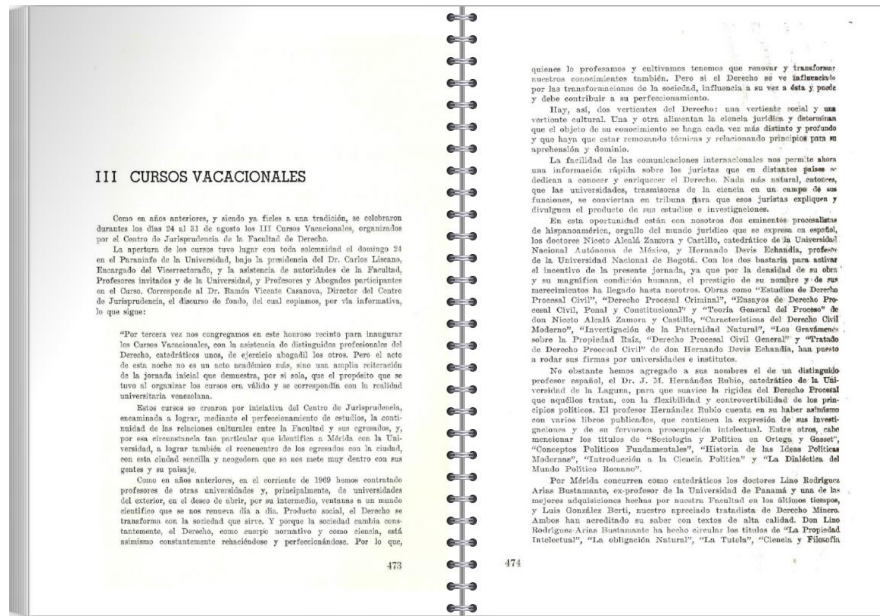 III CURSOS VACACIONALES
Como en años anteriores, y siendo ya fieles a una tradición, se celebraron
durantes los días 24 al 31 de agosto los III Cursos Vacacionales, organizados
por el Centro de Jurisprudencia de la Facultad de Derecho.
La apertura de los cursos tuvo lugar con toda solemnidad el domingo 24
en el Paraninfo de la Universidad, bajo la presidencia del Dr. Carlos Liscano,
Encargado del Vicerrectorado, y la asistencia de autoridades de la Facultad,
Profesores invitados y de la Universidad, y Profesores y Abogados participantes
en el Curso. Correspondo al Dr. Ramón Vicente Casanova, Director del Centro
de Jurisprudencia, el discurso de fondo, del cual copiamos, por vía informativa,
lo que sigue:
"Por tercera vez nos congregamos en este honroso recinto para inaugurar
los Cursos Vacacionales, con la asistencia de distinguidos profesionales del
Derecho, catedráticos unos, de ejercicio abogadil los otros. Pero el acto
de esta noche no es un acto académico más, sino una amplia reiteración
de la jornada inicial que demuestra, por sí sola, que el propósito que se
tuvo al organizar los cursos era válido y se correspondía con la realidad
universitaria venezolana.
Estos cursos se crearon por iniciativa del Centro de Jurisprudencia,
encaminada a lograr, mediante el perfeccionamiento de estudios, la conti-
nuidad de las relaciones culturales entre la Facultad y sus egresados, y,
por esa circunstancia tan particular que identifica a Mérida con la Uni-
versidad, a lograr también el reencuentro de los egresados con la ciudad,
con esta ciudad sencilla y acogedora que se nos mete muy dentro con sus
gentes y su paisaje.
Como en años anteriores, en el corriente de 1969 hemos contratado
profesores de otras universidades y, principalmente, de universidades
del exterior, en el deseo de abrir, por su intermedio, ventanas a un mundo
científico que se nos renueva día a día. Producto social, el Derecho se
transforma con la sociedad que sirve. Y porque la sociedad cambia cons-
tantemente, el Derecho, como cuerpo normativo y como ciencia, está
asimismo constantemente rehaciéndose y perfeccionándose. Por lo que,
473
quienes lo profesamos y cultivamos tenemos que renovar y transformar
nuestros conocimientos también. Pero si el Derecho se ve influenciado
por las transformaciones de la sociedad, influencia a su vez a ésta y puede
y debe contribuir a su perfeccionamiento.
Hay, así, dos vertientes del Derecho: una vertiente social y una
vertiente cultural. Una y otra alimentan la ciencia jurídica y determinan
que el objeto de su conocimiento se haga cada vez más distinto y profundo
y que haya que estar remozando técnicas y relacionando principios para su
aprehensión y dominio.
La facilidad de las comunicaciones internacionales nos permite ahora
una información rápida sobre los juristas que en distantes países se
dedican a conocer y enriquecer el Derecho. Nada más natural, entonces,
que las universidades, trasmisoras de la ciencia en un campo de sus
funciones, se conviertan en tribuna para que esos juristas expliquen y
divulguen el producto de sus estudios e investigaciones.
En esta oportunidad están con nosotros dos eminentes procesalistas
de hispanoamérica, orgullo del mundo jurídico que se expresa en español,
los doctores Niceto Alcalá Zamora y Castillo, catedrático de la Universidad
Nacional Autónoma de México, y Hernando Devis Echandía, profesor
de la Universidad Nacional de Bogotá. Con los dos bastaría para activar
el incentivo de la presente jornada, ya que por la densidad de su obra
y su magnífica condición humana, el prestigio de su nombre y de sus
merecimientos ha llegado hasta nosotros. Obras como "Estudios de Derecho
Procesal Civil", "Derecho Procesal Criminal", "Ensayos de Derecho Pro-
cesal Civil, Penal y Constitucional" y "Teoría General del Proceso" de
don Niceto Alcalá Zamora y Castillo, "Características del Derecho Civil
Moderno", "Investigación de la Paternidad Natural", "Los Gravámenes
sobre la Propiedad Raíz, "Derecho Procesal Civil General" y "Tratado
de Derecho Procesal Civil" de don Hernando Devis Echandía, han puesto
a rodar sus firmas por universidades e institutos.
No obstante hemos agregado a sus nombres el de un distinguido
profesor español, el Dr. J. M. Hernández Rubio, catedrático de la Uni-
versidad de la Laguna, para que suavice la rigidez del Derecho Procesal
que aquéllos tratan, con la flexibilidad y controvertibilidad de los prin-
cipios políticos. El profesor Hernández Rubio cuenta en su haber asimismo
con varios libros publicados, que contienen la expresión de sus investi-
gaciones y de su fervorosa preocupación intelectual. Entre otros, cabe
mencionar los títulos de "Sociología y Política en Ortega y Gasset",
"Conceptos Políticos Fundamentales", "Historia de las Ideas Políticas
Modernas", "Introducción a la Ciencia Política" y "La Dialéctica del
Mundo Político Romano".
Por Mérida concurren como catedráticos los doctores Lino Rodríguez
Arias Bustamante, ex-profesor de la Universidad de Panamá y una de las
mejores adquisiciones hechas por nuestra Facultad en los últimos tiempos,
y Luis González Berti, nuestro apreciado tratadista de Derecho Minero.
Ambos han acreditado su saber con textos de alta calidad. Don Lino
Rodríguez-Arias Bustamante ha hecho circular los títulos de "La Propiedad
Intelectual", "La obligación Natural", "La Tutela", "Ciencia y Filosofía
474